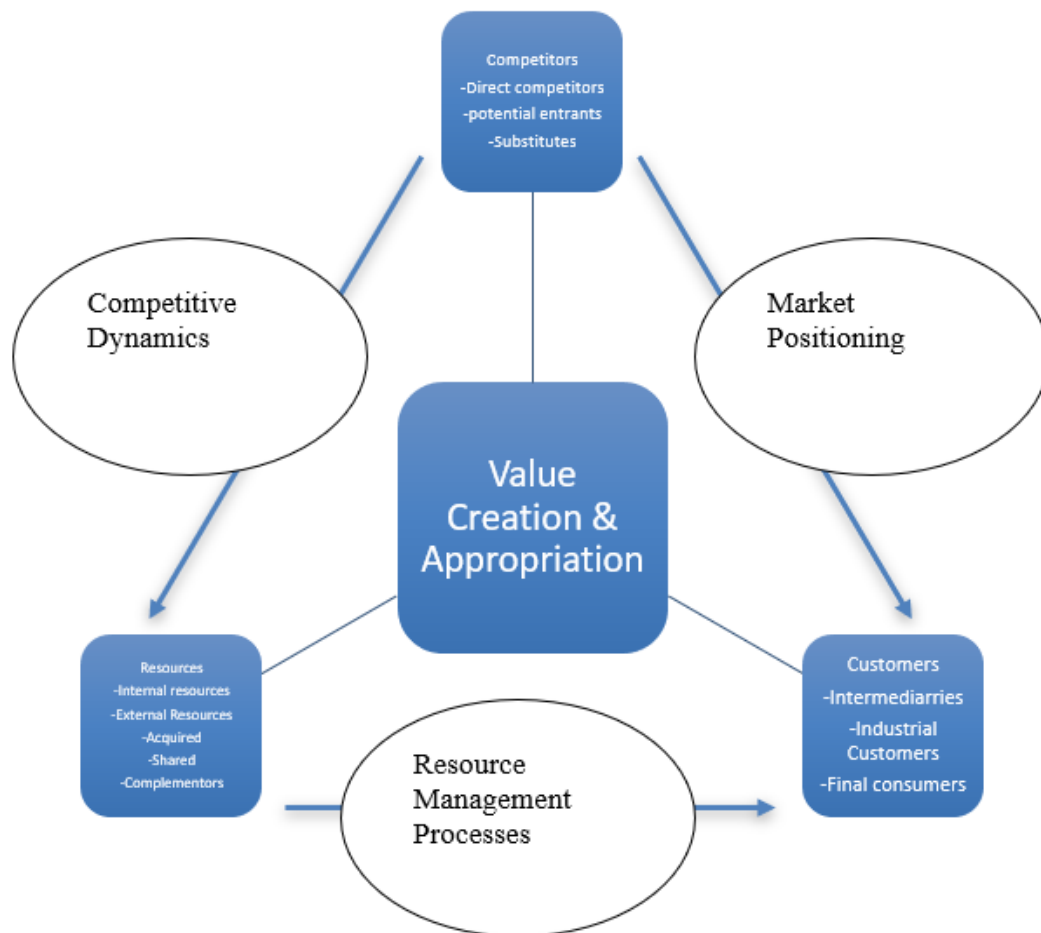 Competitors
-Direct competitors
-potential entrants
-Substitutes
Competitive
Dynamics
Market
Positioning
Value
Creation &
Appropriation
Resources
-Internal resources
-External Resources
-Acquired
-Shared
-Complementors
Customers
-Intermediarries
-Industrial
Customers
-Final consumers
Resource
Management
Processes